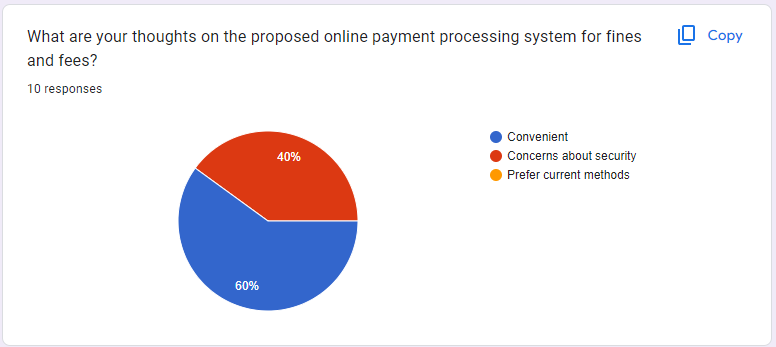 What are your thoughts on the proposed online payment processing system for fines
and fees?
Copy
10 responses
40%
60%
Convenient
Concerns about security
Prefer current methods